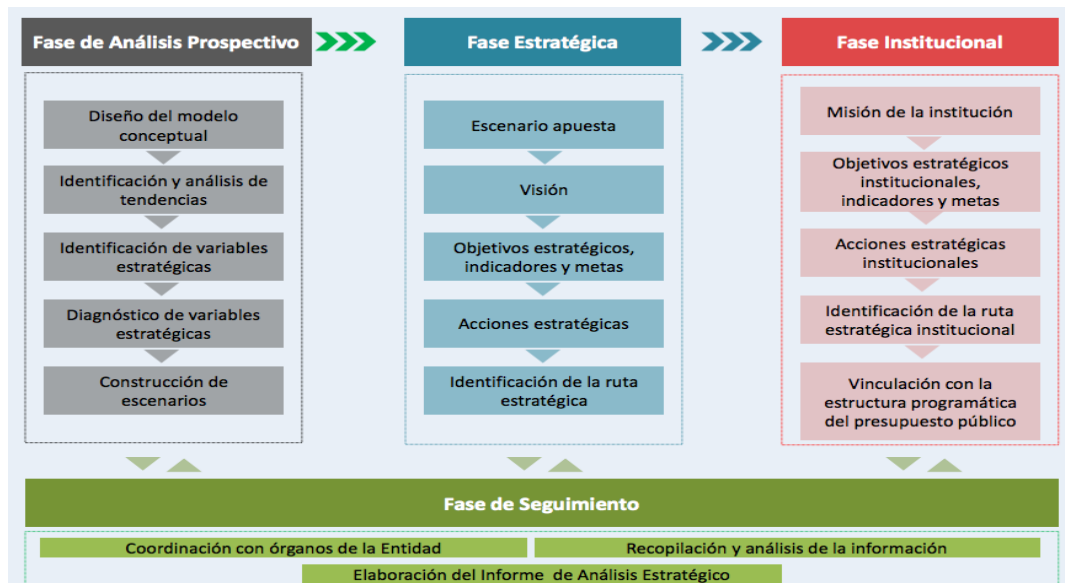 Fase de Análisis Prospectivo
Fase Estratégica
Fase Institucional
Diseño del modelo
conceptual
Identificación y análisis de
tendencias
Identificación de variables
estratégicas
Diagnóstico de variables
estratégicas
Construcción de
escenarios
Escenario apuesta
Visión
Objetivos estratégicos,
indicadores y metas
Acciones estratégicas
Identificación de la ruta
estratégica
Misión de la institución
Objetivos estratégicos
institucionales,
indicadores y metas
Acciones estratégicas
institucionales
Identificación de la ruta
estratégica institucional
Vinculación con la
estructura programática
del presupuesto público
Fase de Seguimiento
Coordinación con órganos de la Entidad
Recopilación y análisis de la información
Elaboración del Informe de Análisis Estratégico